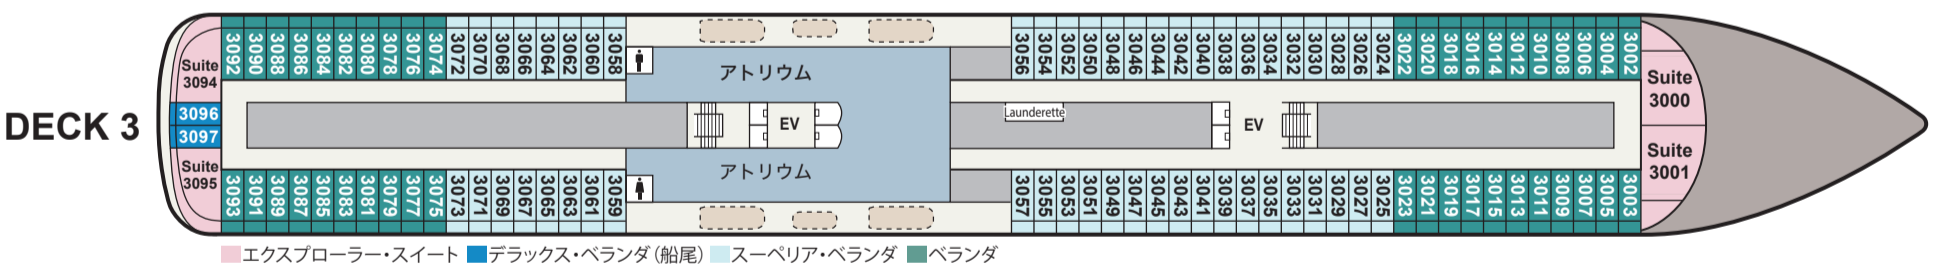 DECK 3
Suite
3094
3092 3090 3088 3086 3084 3082 3080 3078 3076 3074 3072 3070 3068 3066 3064 3062 3060 3058
3056 3054 3052 3050 3048 3046 3044 3042 3040 3038 3036 3034 3032 3030 3028 3026 3024 3022 3020 3018 3016 3014 3012 3010 3008 3006 3004 3002
アトリウム
Suite
3000
3096
3097
EV
Launderette
EV
Suite
3001
Suite
3095
アトリウム
3093 3091 3089 3087 3085 3083 3081 3079 3077 3075 3073 3071 3069 3067 3065 3063 3061 3059
3057 3055 3053 3051 3049 3047 3045 3043 3041 3039 3037 3035 3033 3031 3029 3027 3025 3023 3021 3019 3017 3015 3013 3011 3009 3007 3005 3003
エクスプローラー・スイート デラックス・ベランダ（船尾） スーペリア・ベランダ ベランダ